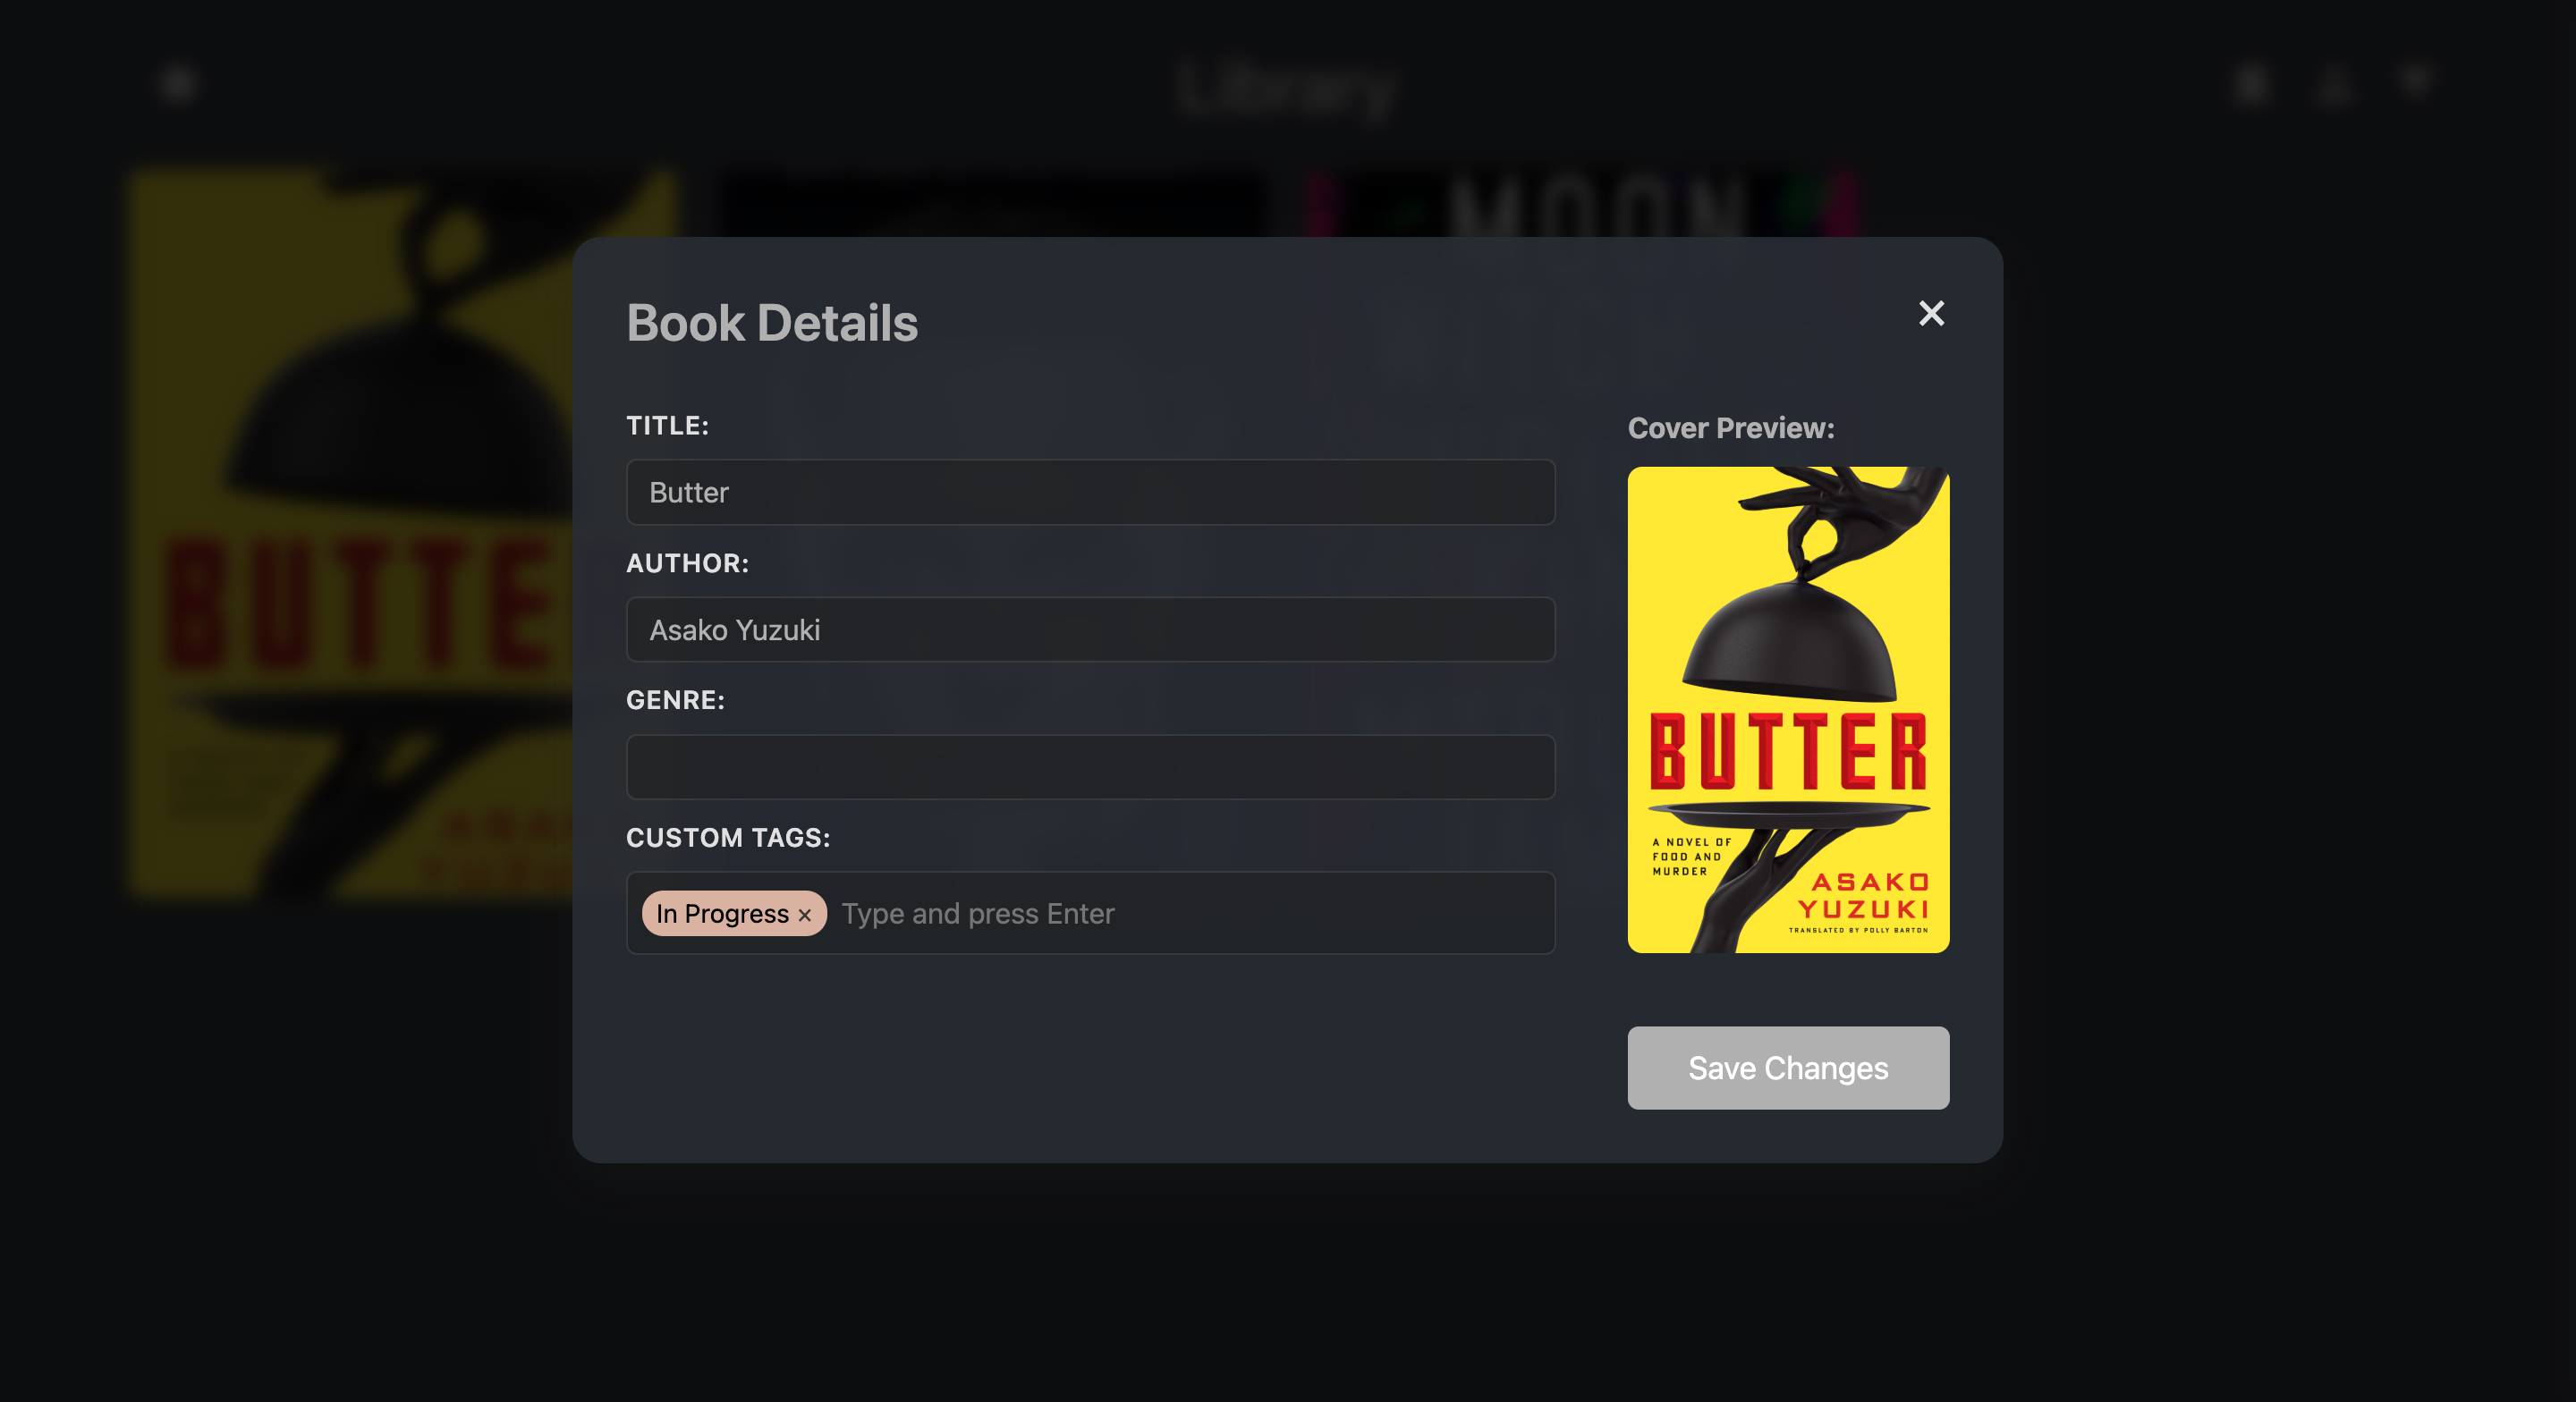 Library
MOON
BUTTE
Book Details
×
TITLE:
Butter
AUTHOR:
Asako Yuzuki
GENRE:
CUSTOM TAGS:
In Progress × Type and press Enter
Cover Preview:
BUTTER
A NOVEL OF
FOOD AND
MURDER
ASAKO
YUZUKI
TRANSLATED BY POLLY BARTON
Save Changes